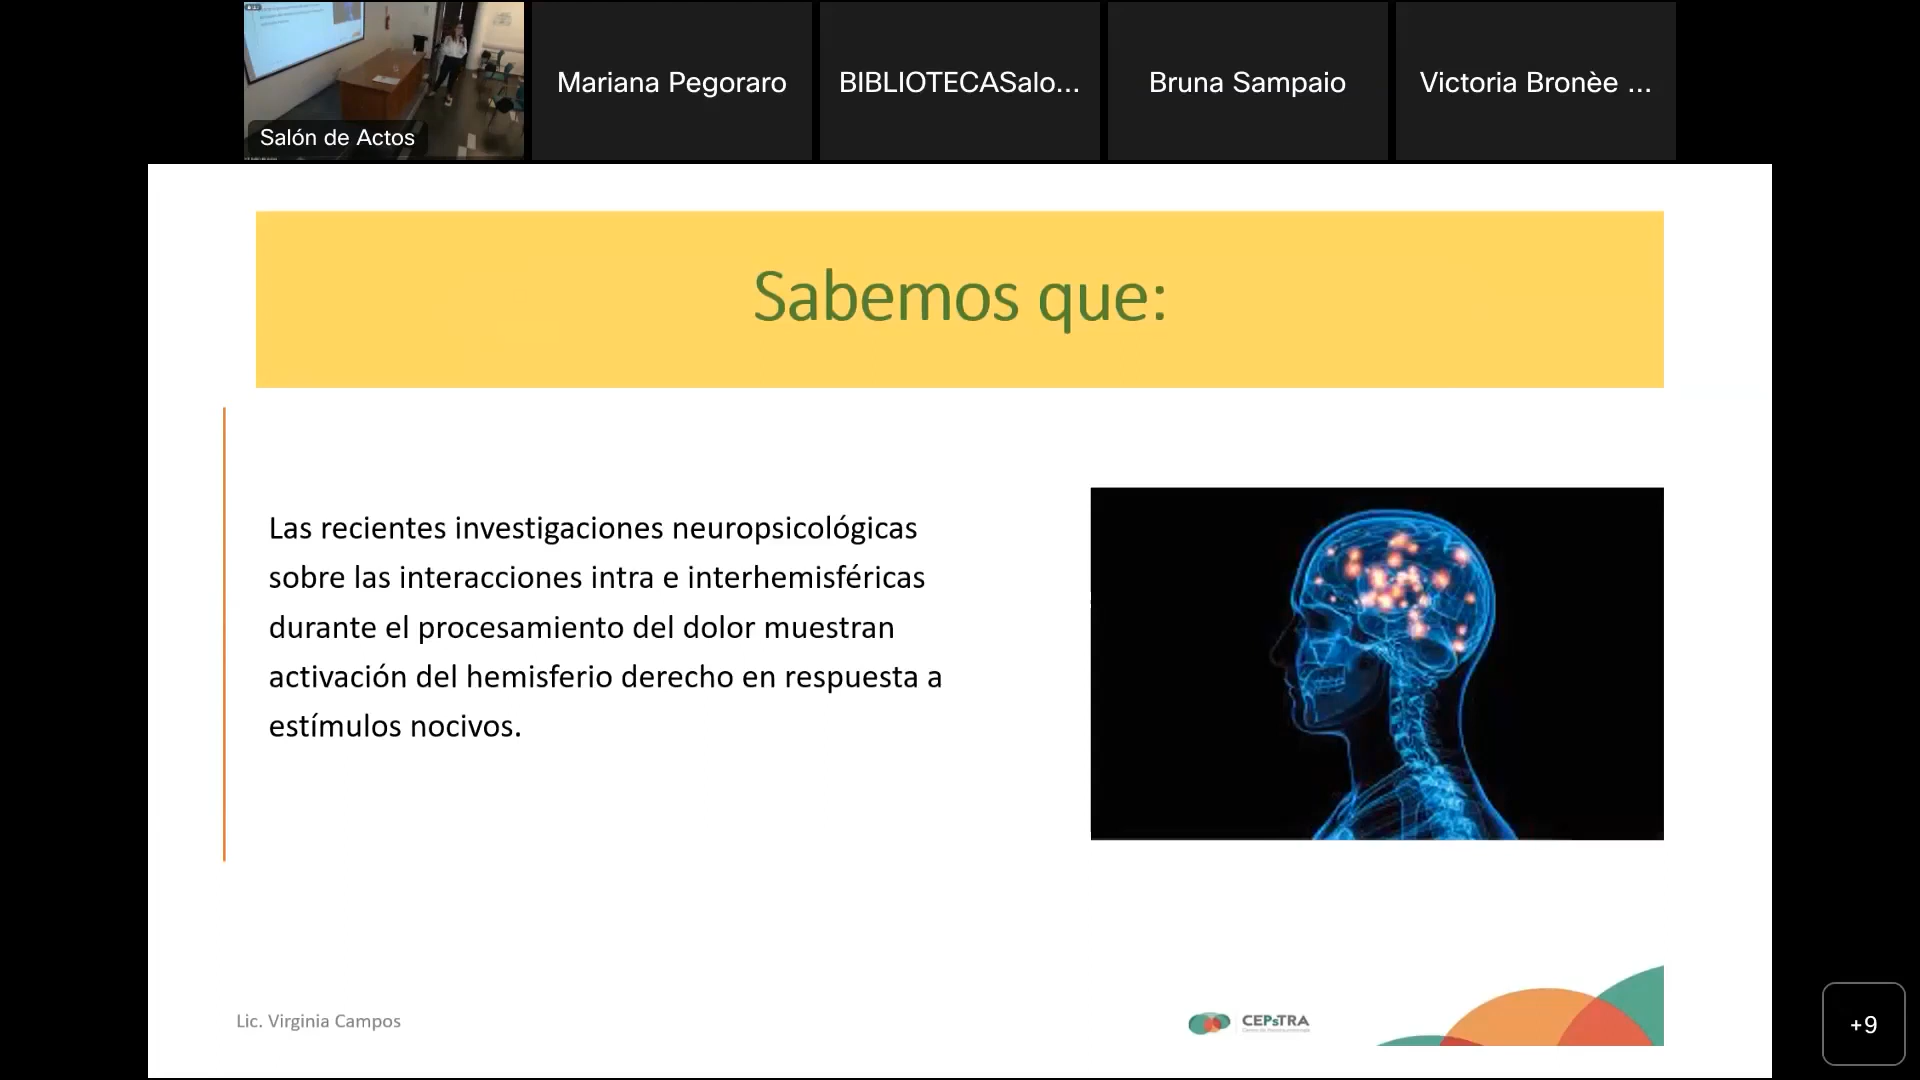 Salón de Actos
Mariana Pegoraro
BIBLIOTECASalo...
Bruna Sampaio
Victoria Bronèe ...
Sabemos que:
Las recientes investigaciones neuropsicológicas
sobre las interacciones intra e interhemisféricas
durante el procesamiento del dolor muestran
activación del hemisferio derecho en respuesta a
estímulos nocivos.
Lic. Virginia Campos
CEPsTRA
+9